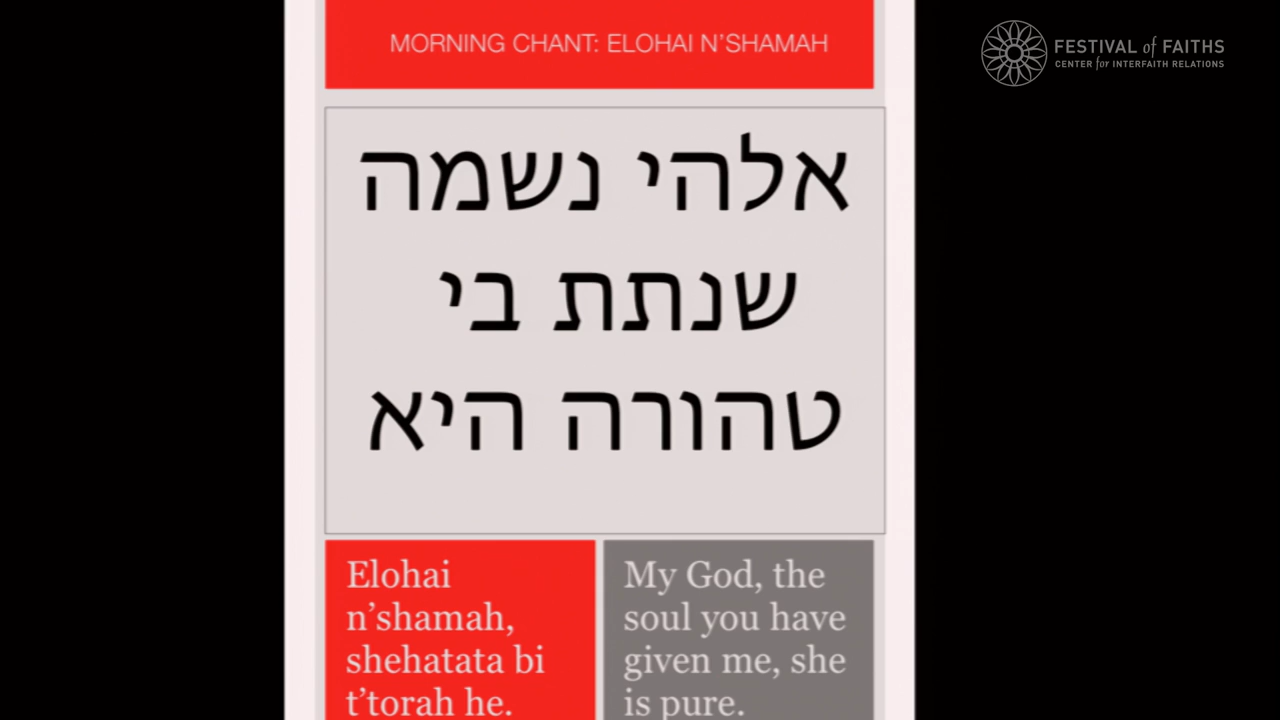 MORNING CHANT: ELOHAI N’SHAMAH
FESTIVAL of FAITHS
CENTER for INTERFAITH RELATIONS
אלהי נשמה
שנתת בי
טהורה היא
Elohai
n’shamah,
shehatata bi
t’torah he.
My God, the
soul you have
given me, she
is pure.